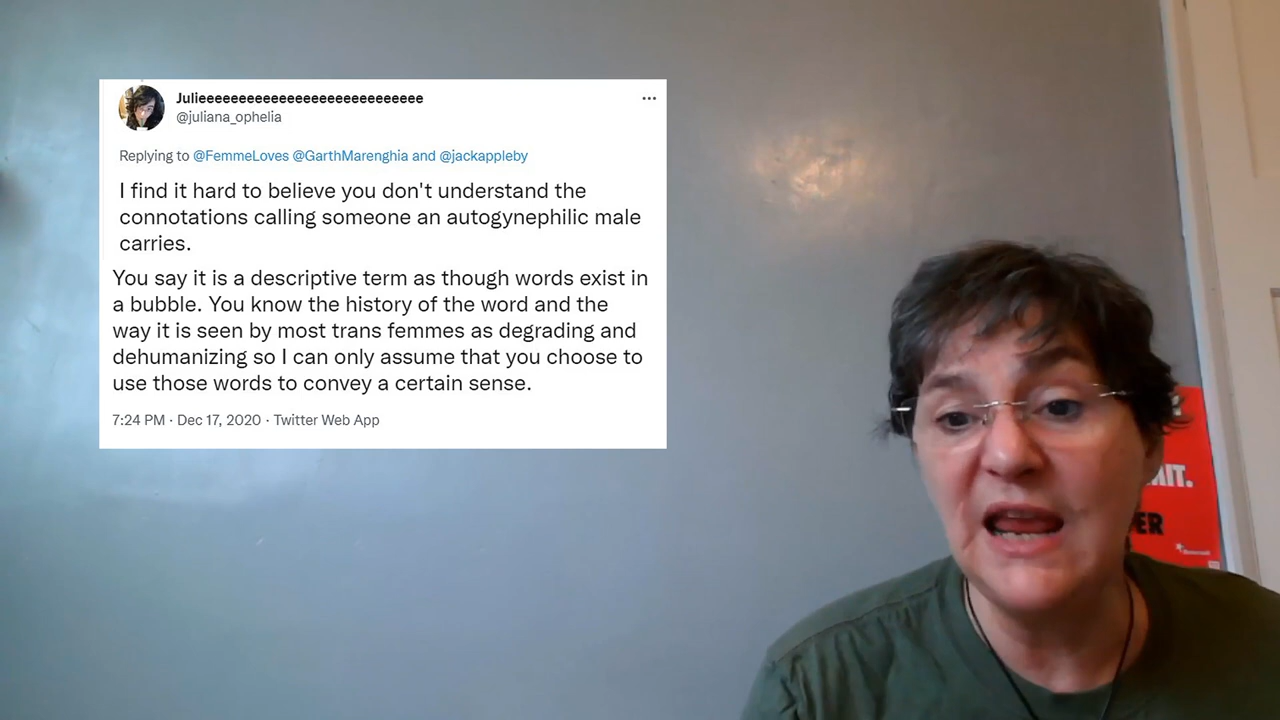 Julieeeeeeeeeeeeeeeeeeeeeeeeeeee
@juliana_ophelia
Replying to @FemmeLoves @GarthMarenghia and @jackappleby
I find it hard to believe you don't understand the
connotations calling someone an autogynephilic male
carries.
You say it is a descriptive term as though words exist in
a bubble. You know the history of the word and the
way it is seen by most trans femmes as degrading and
dehumanizing so I can only assume that you choose to
use those words to convey a certain sense.
7:24 PM · Dec 17, 2020 · Twitter Web App